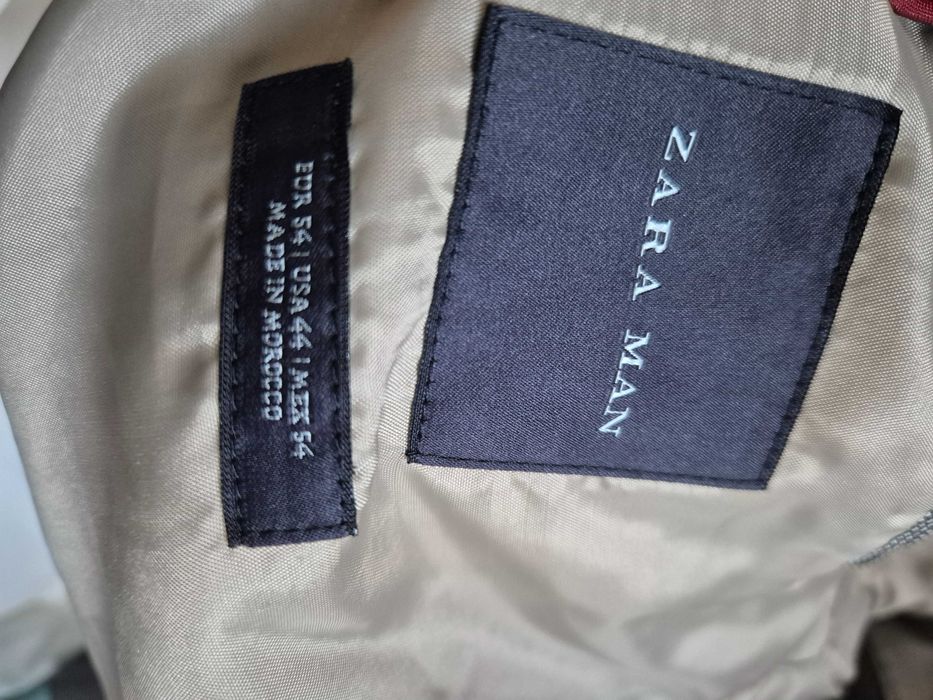 ZARA MAN
EUR 54 | USA 44 | MEX 54
MADE IN MOROCCO